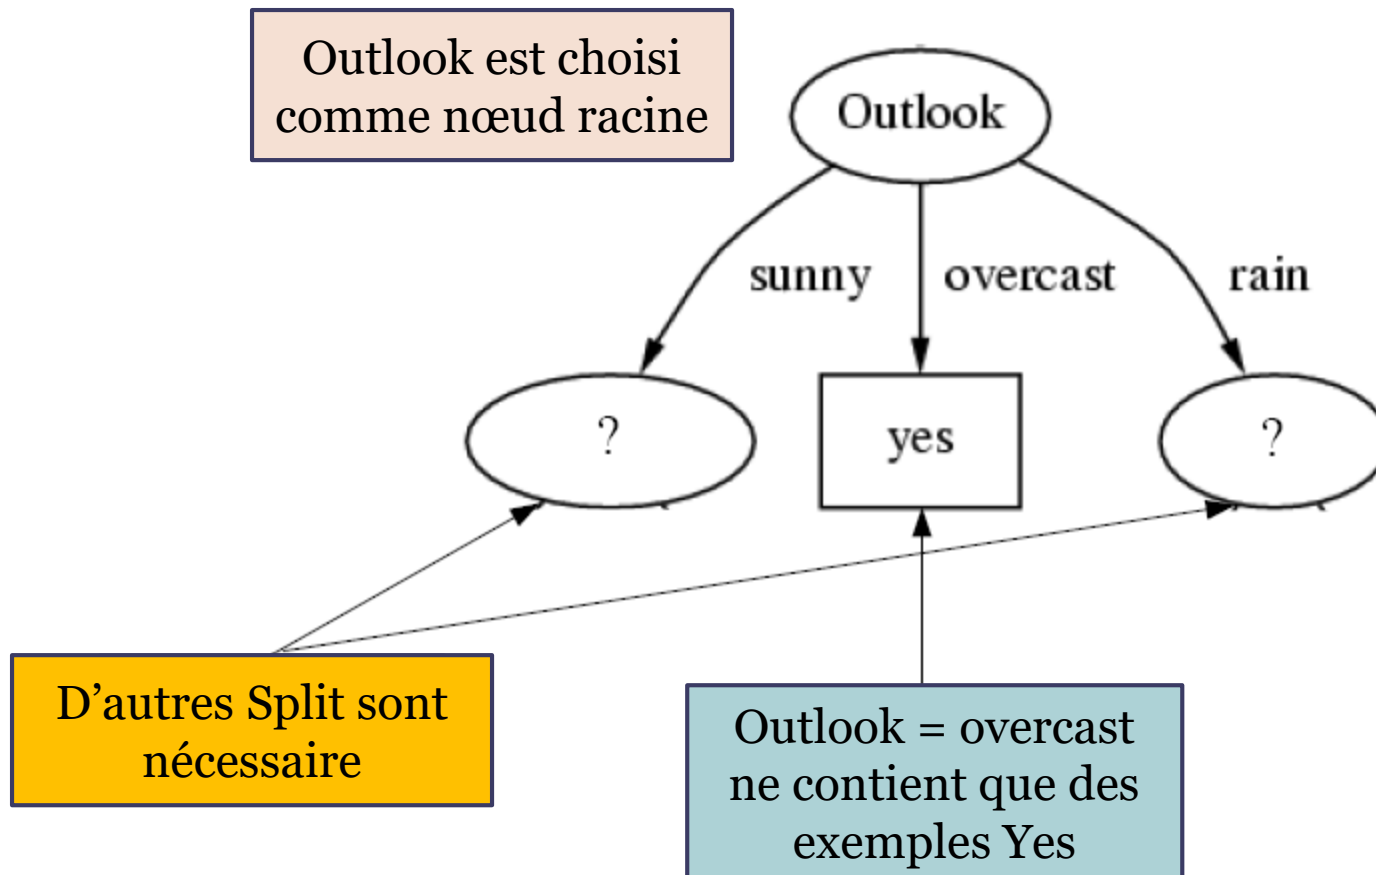 Outlook est choisi
comme nœud racine
Outlook
sunny
overcast
rain
?
yes
?
D’autres Split sont
nécessaire
Outlook = overcast
ne contient que des
exemples Yes